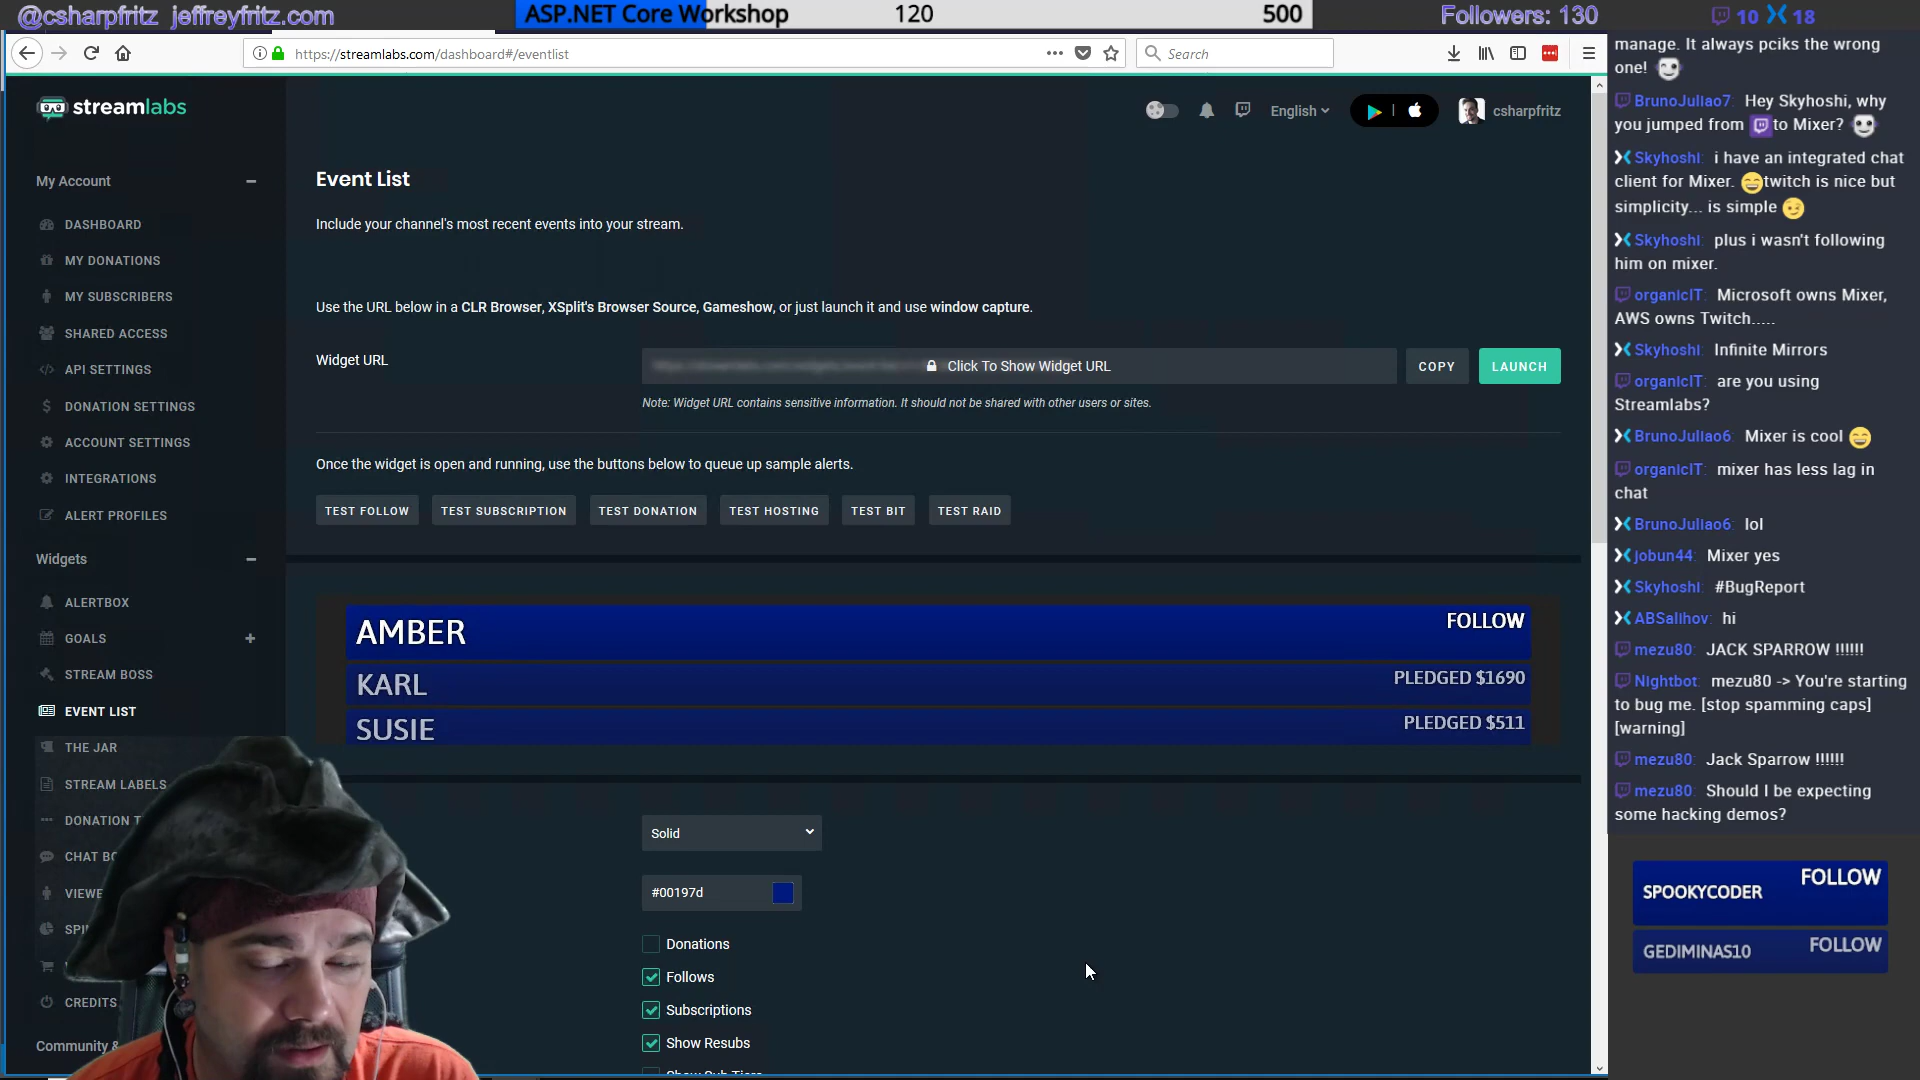 @csharpfritz jeffreyfritz.com
ASP.NET Core Workshop 120 500
Followers: 130
10 18
https://streamlabs.com/dashboard#/eventlist
Search
streamlabs
English
csharpfritz
My Account
DASHBOARD
MY DONATIONS
MY SUBSCRIBERS
SHARED ACCESS
API SETTINGS
DONATION SETTINGS
ACCOUNT SETTINGS
INTEGRATIONS
ALERT PROFILES
Widgets
ALERTBOX
GOALS
STREAM BOSS
EVENT LIST
THE JAR
STREAM LABELS
DONATION
CHAT
CREDITS
Community &
Event List
Include your channel's most recent events into your stream.
Use the URL below in a CLR Browser, XSplit's Browser Source, Gameshow, or just launch it and use window capture.
Widget URL
Click To Show Widget URL
COPY
LAUNCH
Note: Widget URL contains sensitive information. It should not be shared with other users or sites.
Once the widget is open and running, use the buttons below to queue up sample alerts.
TEST FOLLOW
TEST SUBSCRIPTION
TEST DONATION
TEST HOSTING
TEST BIT
TEST RAID
AMBER FOLLOW
KARL PLEDGED $1690
SUSIE PLEDGED $511
Solid
#00197d
Donations
Follows
Subscriptions
Show Resubs
manage. It always pciks the wrong
one!
BrunoJuliao7: Hey Skyhoshi, why
you jumped from to Mixer?
Skyhoshi: i have an integrated chat
client for Mixer. twitch is nice but
simplicity... is simple
Skyhoshi: plus i wasn't following
him on mixer.
organicIT: Microsoft owns Mixer,
AWS owns Twitch.....
Skyhoshi: Infinite Mirrors
organicIT: are you using
Streamlabs?
BrunoJuliao6: Mixer is cool
organicIT: mixer has less lag in
chat
BrunoJuliao6: lol
jobun44: Mixer yes
Skyhoshi: #BugReport
ABSalihov: hi
mezu80: JACK SPARROW !!!!!!
Nightbot: mezu80 -> You're starting
to bug me. [stop spamming caps]
[warning]
mezu80: Jack Sparrow !!!!!!
mezu80: Should I be expecting
some hacking demos?
SPOOKYCODER FOLLOW
GEDIMINAS10 FOLLOW